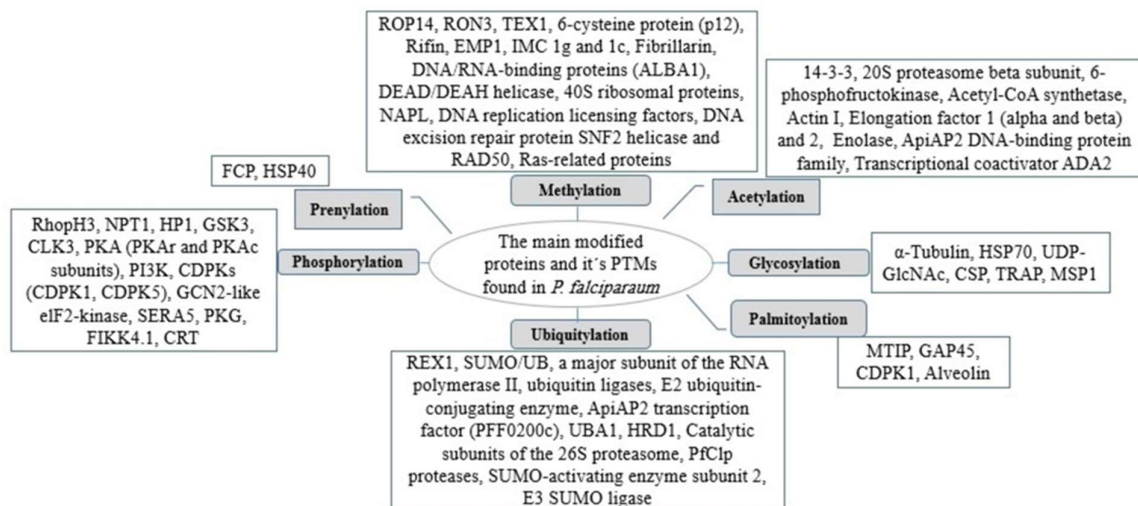 ROP14, RON3, TEX1, 6-cysteine protein (p12),
Rifin, EMP1, IMC 1g and 1c, Fibrillarin,
DNA/RNA-binding proteins (ALBA1),
DEAD/DEAH helicase, 40S ribosomal proteins,
NAPL, DNA replication licensing factors, DNA
excision repair protein SNF2 helicase and
RAD50, Ras-related proteins
Methylation
14-3-3, 20S proteasome beta subunit, 6-
phosphofructokinase, Acetyl-CoA synthetase,
Actin I, Elongation factor 1 (alpha and beta)
and 2, Enolase, ApiAP2 DNA-binding protein
family, Transcriptional coactivator ADA2
Acetylation
FCP, HSP40
Prenylation
RhopH3, NPT1, HP1, GSK3,
CLK3, PKA (PKAr and PKAc
subunits), PI3K, CDPKs
(CDPK1, CDPK5), GCN2-like
elF2-kinase, SERA5, PKG,
FIKK4.1, CRT
Phosphorylation
The main modified
proteins and it´s PTMs
found in P. falciparaum
Glycosylation
α-Tubulin, HSP70, UDP-
GlcNAc, CSP, TRAP, MSP1
Palmitoylation
MTIP, GAP45,
CDPK1, Alveolin
Ubiquitylation
REX1, SUMO/UB, a major subunit of the RNA
polymerase II, ubiquitin ligases, E2 ubiquitin-
conjugating enzyme, ApiAP2 transcription
factor (PFF0200c), UBA1, HRD1, Catalytic
subunits of the 26S proteasome, PfClp
proteases, SUMO-activating enzyme subunit 2,
E3 SUMO ligase